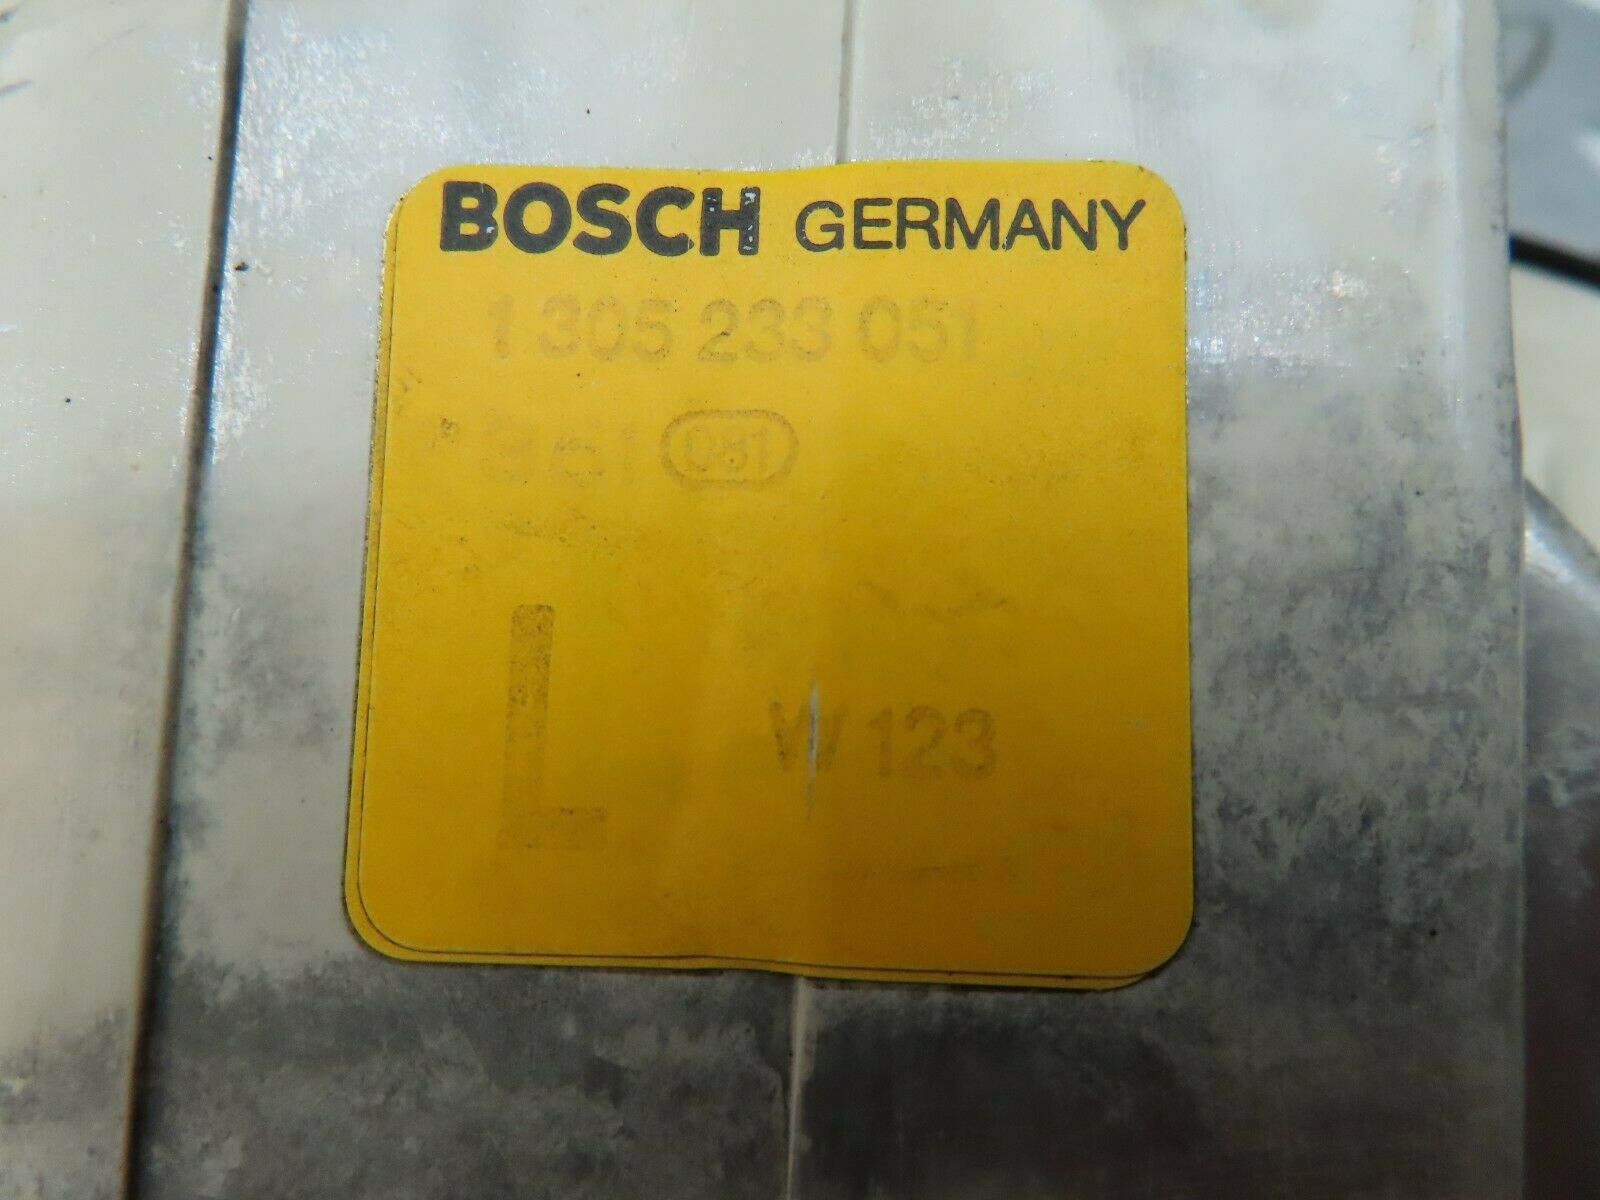 BOSCH GERMANY
1 305 233 051
L W 123